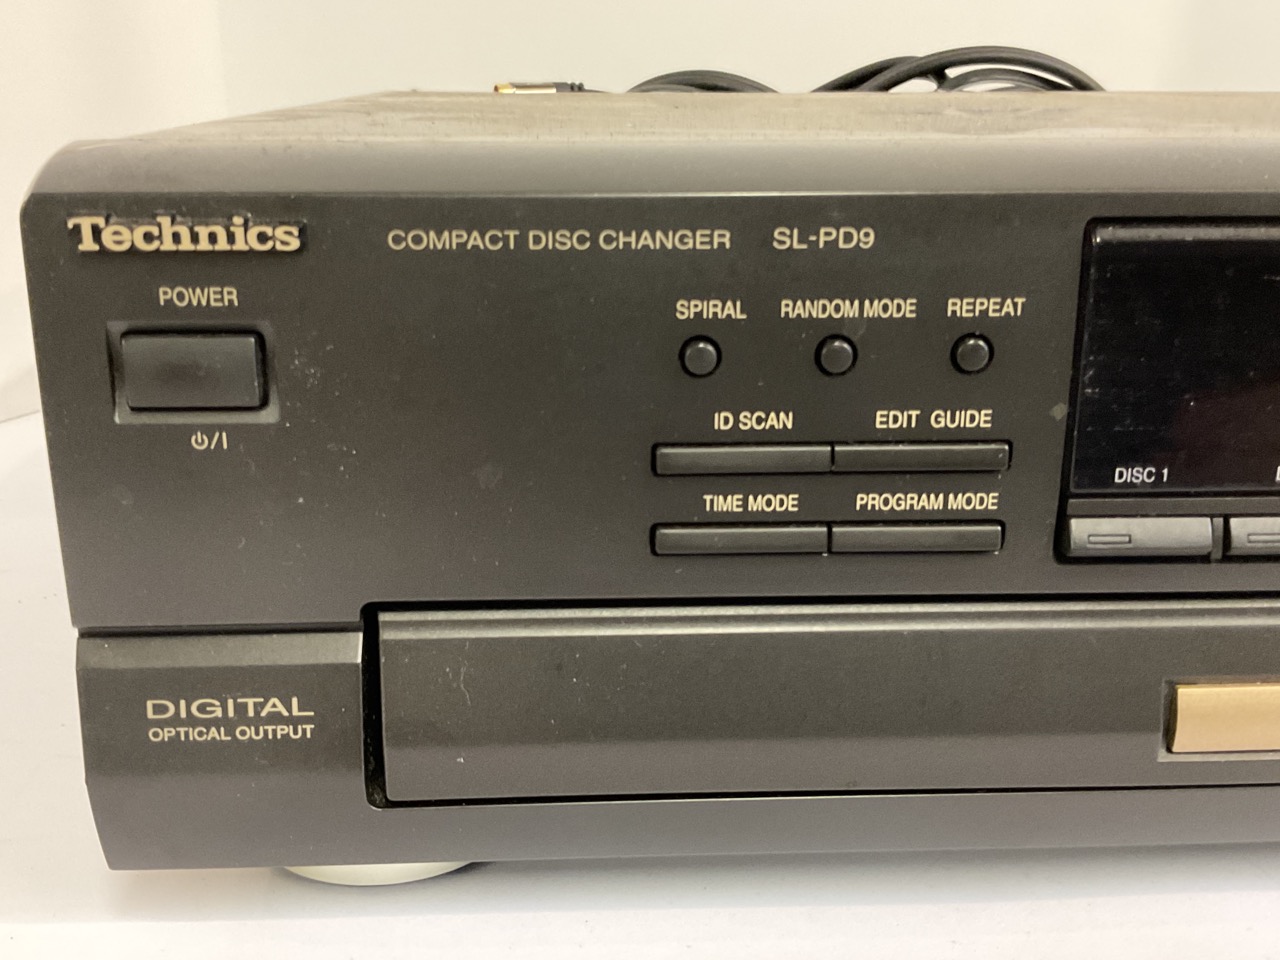 Technics
COMPACT DISC CHANGER SL-PD9
POWER
⏻/I
SPIRAL RANDOM MODE REPEAT
ID SCAN EDIT GUIDE
TIME MODE PROGRAM MODE
DISC 1
DIGITAL
OPTICAL OUTPUT